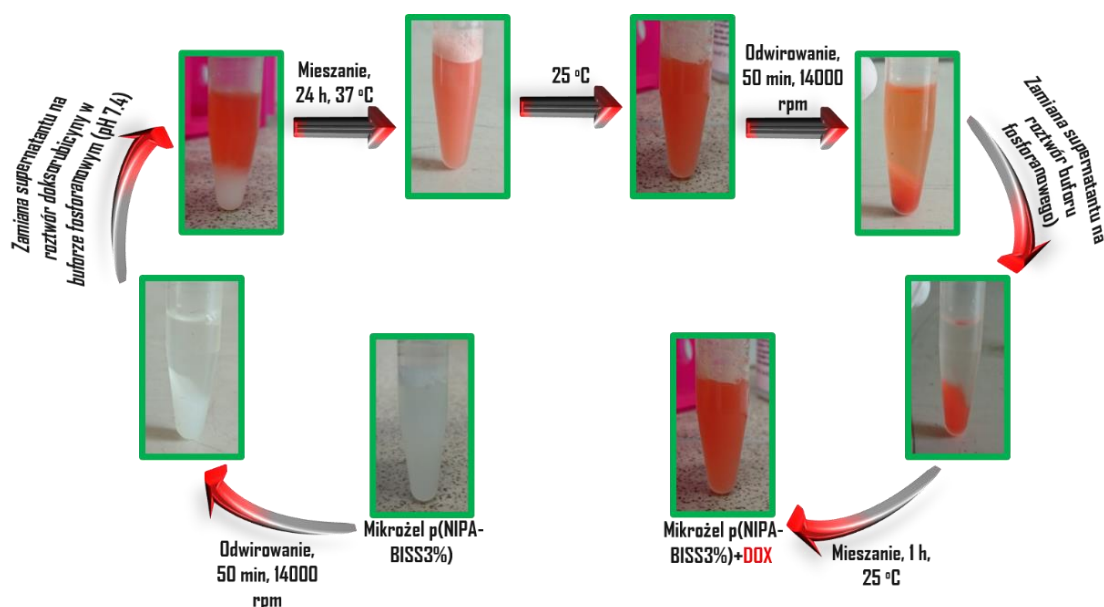 Mikrożel p(NIPA-
BISS3%)
Odwirowanie,
50 min, 14000
rpm
Zamiana supernatantu na
roztwór doksorubicyny w
buforze fosforanowym (pH 7.4)
Mieszanie,
24 h, 37 °C
25 °C
Odwirowanie,
50 min, 14000
rpm
Zamiana supernatantu na
roztwór buforu
fosforanowego)
Mieszanie, 1 h,
25 °C
Mikrożel p(NIPA-
BISS3%)+DOX